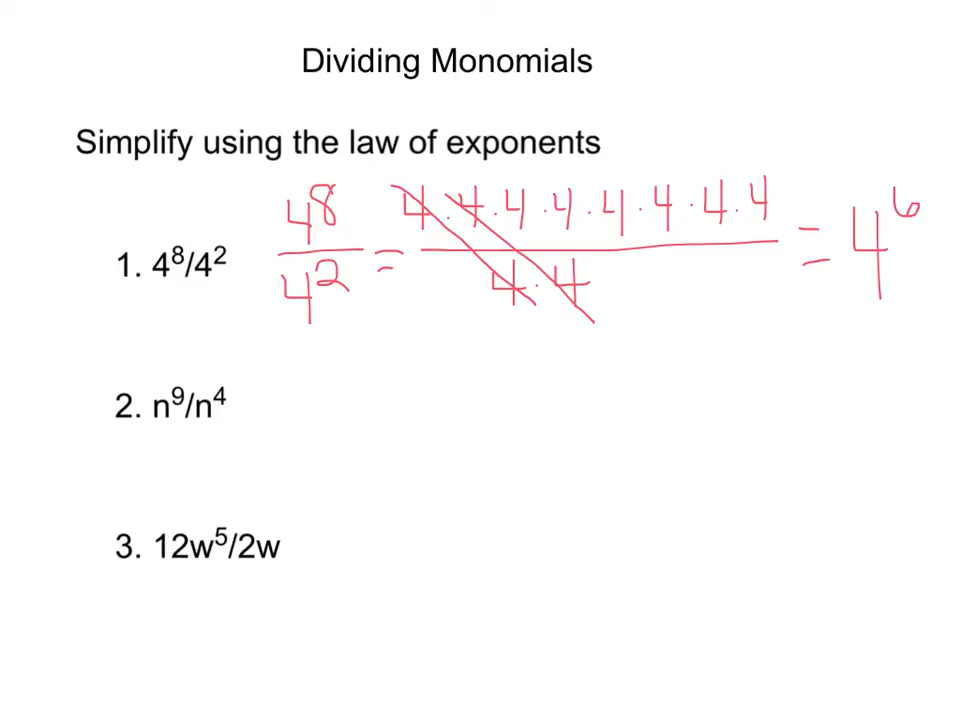 Dividing Monomials
Simplify using the law of exponents
1. 4⁸/4² 4⁸/4² = 4·4·4·4·4·4·4·4/4·4 = 4⁶
2. n⁹/n⁴
3. 12w⁵/2w